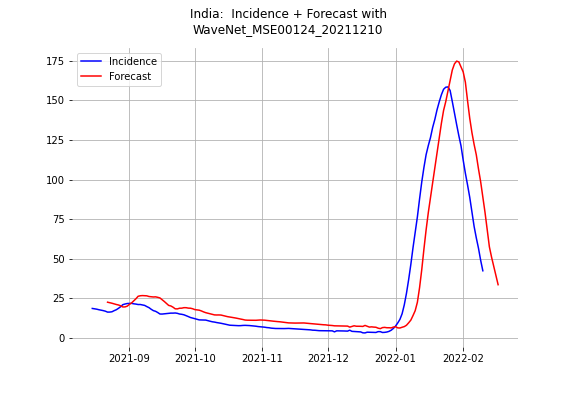 India:  Incidence + Forecast with
WaveNet_MSE00124_20211210
Incidence
Forecast
175
150
125
100
75
50
25
0
2021-09 2021-10 2021-11 2021-12 2022-01 2022-02